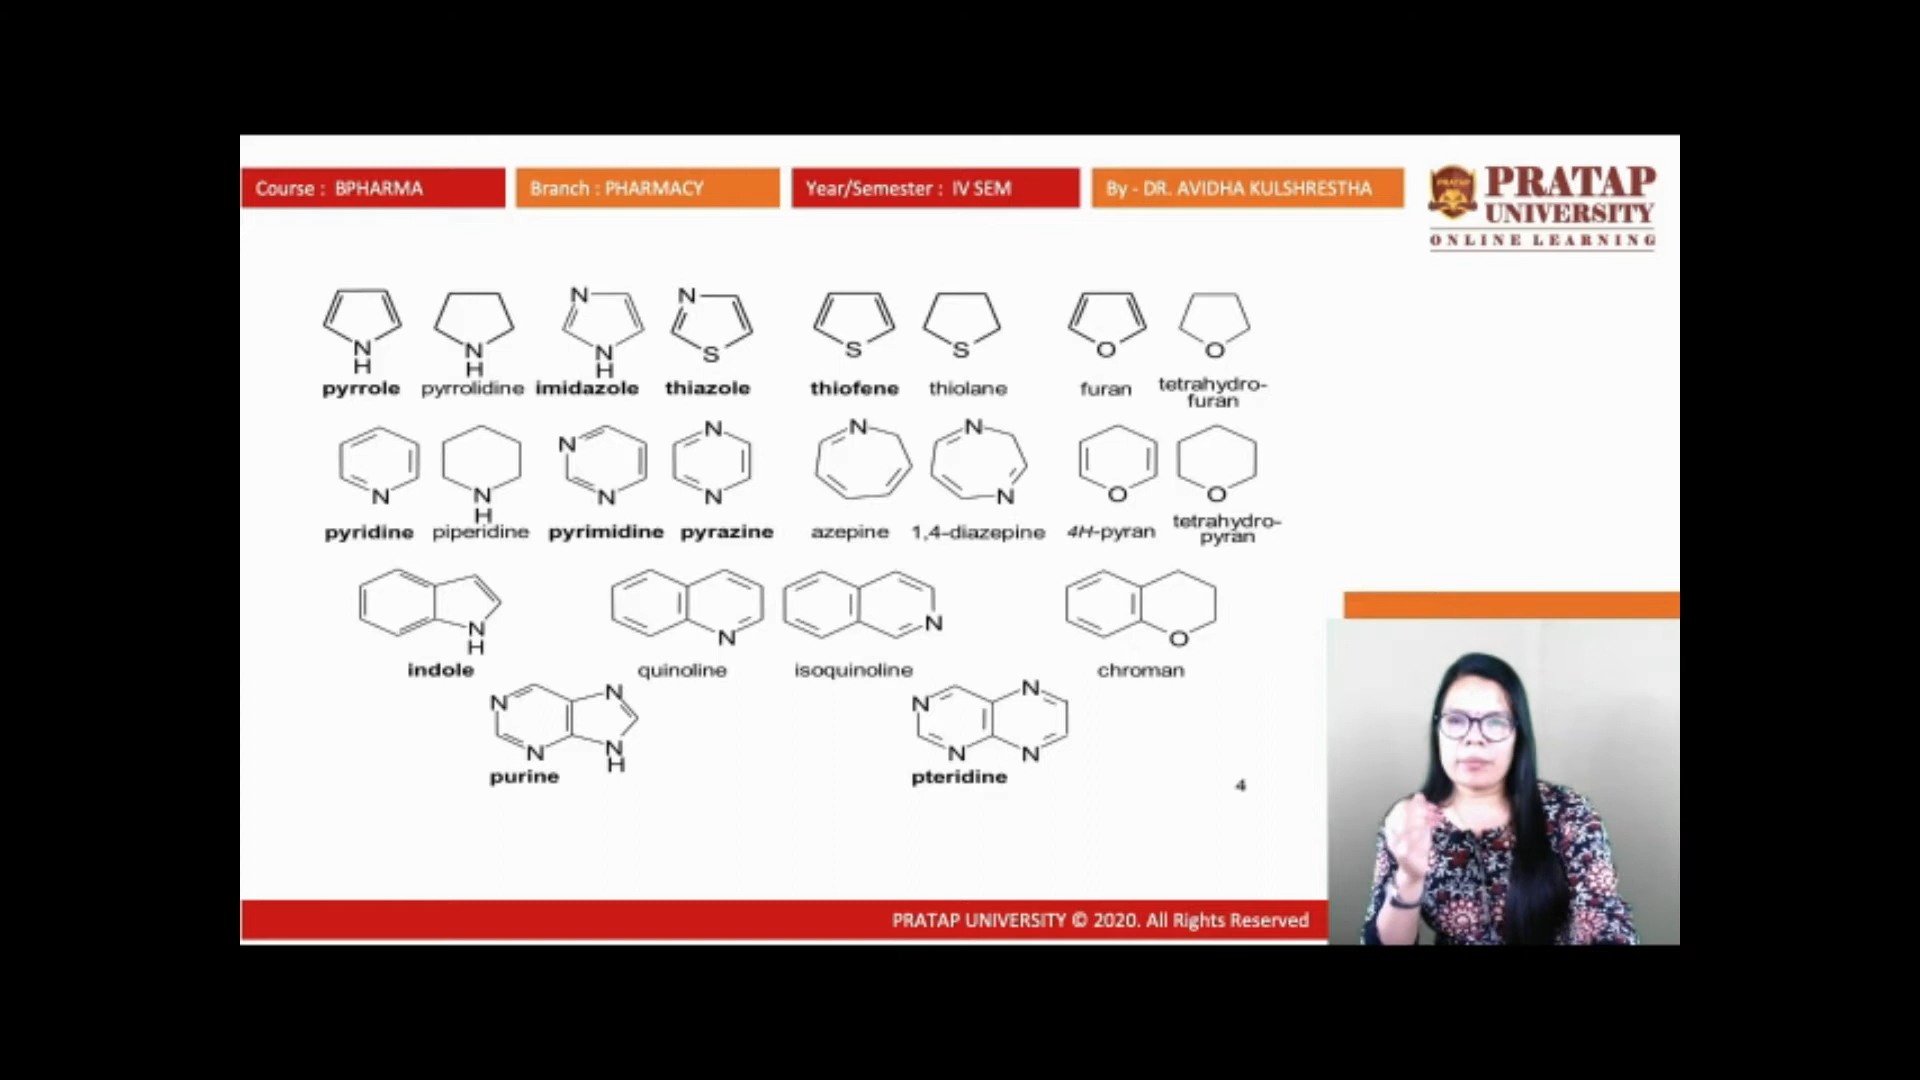 Course : BPHARMA
Branch : PHARMACY
Year/Semester : IV SEM
By - DR. AVIDHA KULSHRESTHA
PRATAP
PRATAP
UNIVERSITY
ONLINE LEARNING
N
H
N
H
N
N
H
N
S
S
S
O
O
pyrrole
pyrrolidine
imidazole
thiazole
thiofene
thiolane
furan
tetrahydro-
furan
N
N
H
N
N
N
N
N
N
N
O
O
pyridine
piperidine
pyrimidine
pyrazine
azepine
1,4-diazepine
4H-pyran
tetrahydro-
pyran
N
H
N
N
O
indole
quinoline
isoquinoline
chroman
N
N
N
N
H
N
N
N
N
purine
pteridine
4
PRATAP UNIVERSITY © 2020. All Rights Reserved